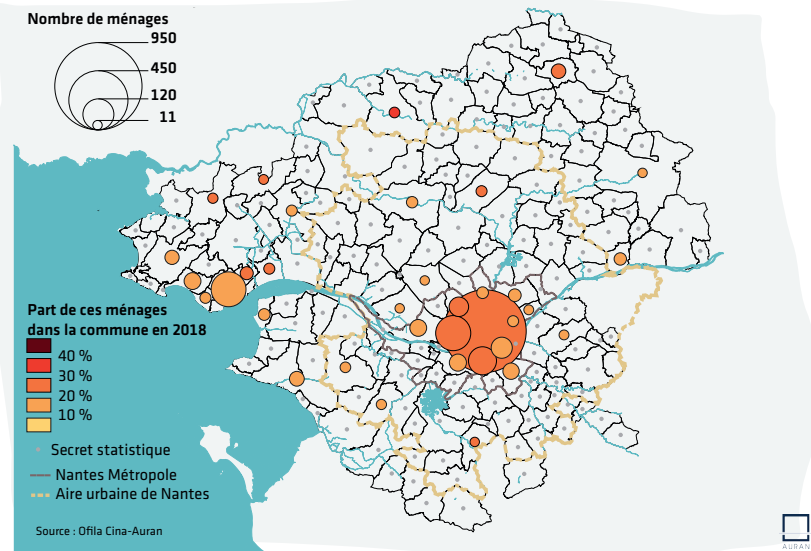 Nombre de ménages
950
450
120
11
Part de ces ménages
dans la commune en 2018
40 %
30 %
20 %
10 %
Secret statistique
Nantes Métropole
Aire urbaine de Nantes
Source : Ofila Cina-Auran
AURAN